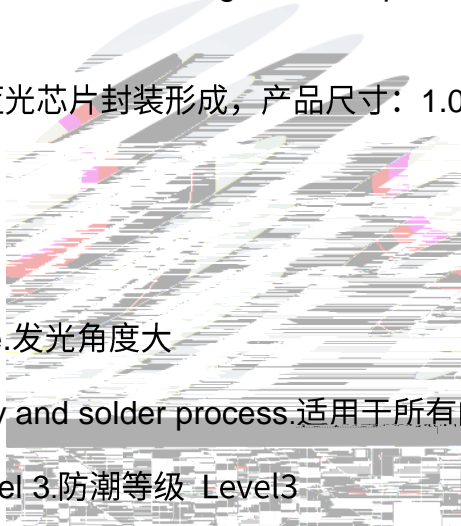 光芯片封装形成，产品尺寸：1.0
.发光角度大
and solder process.适用于所有
el 3.防潮等级 Level3